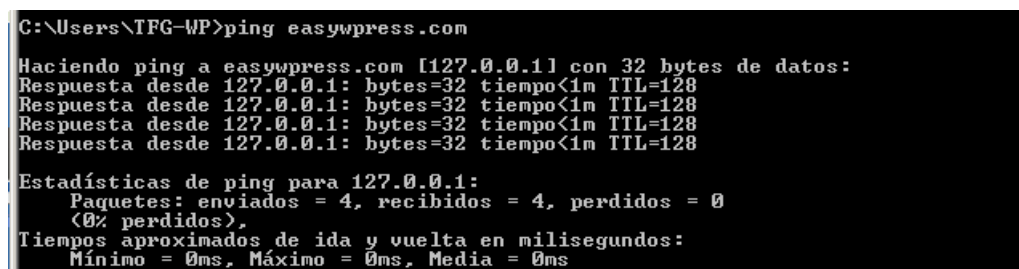 C:\Users\TFG-WP>ping easywpress.com
Haciendo ping a easywpress.com [127.0.0.1] con 32 bytes de datos:
Respuesta desde 127.0.0.1: bytes=32 tiempo<1m TTL=128
Respuesta desde 127.0.0.1: bytes=32 tiempo<1m TTL=128
Respuesta desde 127.0.0.1: bytes=32 tiempo<1m TTL=128
Respuesta desde 127.0.0.1: bytes=32 tiempo<1m TTL=128
Estadísticas de ping para 127.0.0.1:
Paquetes: enviados = 4, recibidos = 4, perdidos = 0
(0% perdidos),
Tiempos aproximados de ida y vuelta en milisegundos:
Mínimo = 0ms, Máximo = 0ms, Media = 0ms